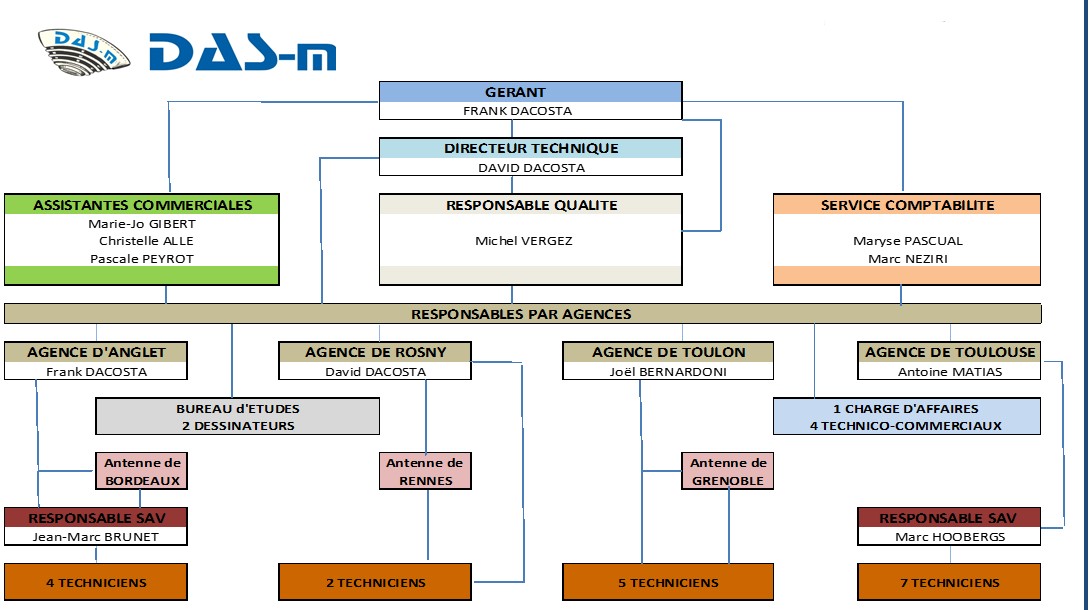 DAS-m
DAS-m
GERANT
FRANK DACOSTA
DIRECTEUR TECHNIQUE
DAVID DACOSTA
ASSISTANTES COMMERCIALES
Marie-Jo GIBERT
Christelle ALLE
Pascale PEYROT
RESPONSABLE QUALITE
Michel VERGEZ
SERVICE COMPTABILITE
Maryse PASCUAL
Marc NEZIRI
RESPONSABLES PAR AGENCES
AGENCE D'ANGLET
Frank DACOSTA
AGENCE DE ROSNY
David DACOSTA
AGENCE DE TOULON
Joël BERNARDONI
AGENCE DE TOULOUSE
Antoine MATIAS
BUREAU d'ETUDES
2 DESSINATEURS
1 CHARGE D'AFFAIRES
4 TECHNICO-COMMERCIAUX
Antenne de
BORDEAUX
Antenne de
RENNES
Antenne de
GRENOBLE
RESPONSABLE SAV
Jean-Marc BRUNET
RESPONSABLE SAV
Marc HOOBERGS
4 TECHNICIENS
2 TECHNICIENS
5 TECHNICIENS
7 TECHNICIENS